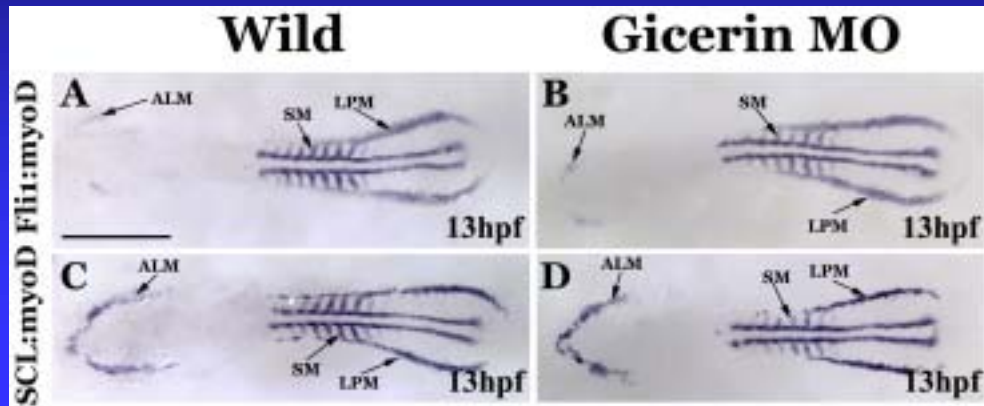 Wild
Gicerin MO
Fli1:myoD
A
ALM
SM
LPM
13hpf
B
ALM
SM
LPM
13hpf
SCL:myoD
C
ALM
SM
LPM
13hpf
D
ALM
SM
LPM
13hpf